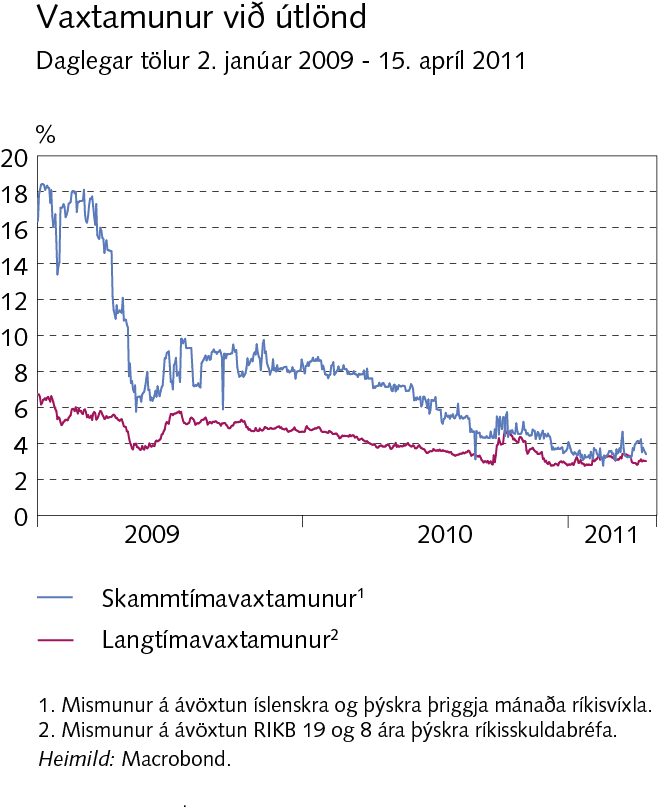 Vaxtamunur við útlönd
Daglegar tölur 2. janúar 2009 - 15. apríl 2011
%
20
18
16
14
12
10
8
6
4
2
0
2009 2010 2011
Skammtímavaxtamunur¹
Langtímavaxtamunur²
1. Mismunur á ávöxtun íslenskra og þýskra þriggja mánaða ríkisvíxla.
2. Mismunur á ávöxtun RIKB 19 og 8 ára þýskra ríkisskuldabréfa.
Heimild: Macrobond.